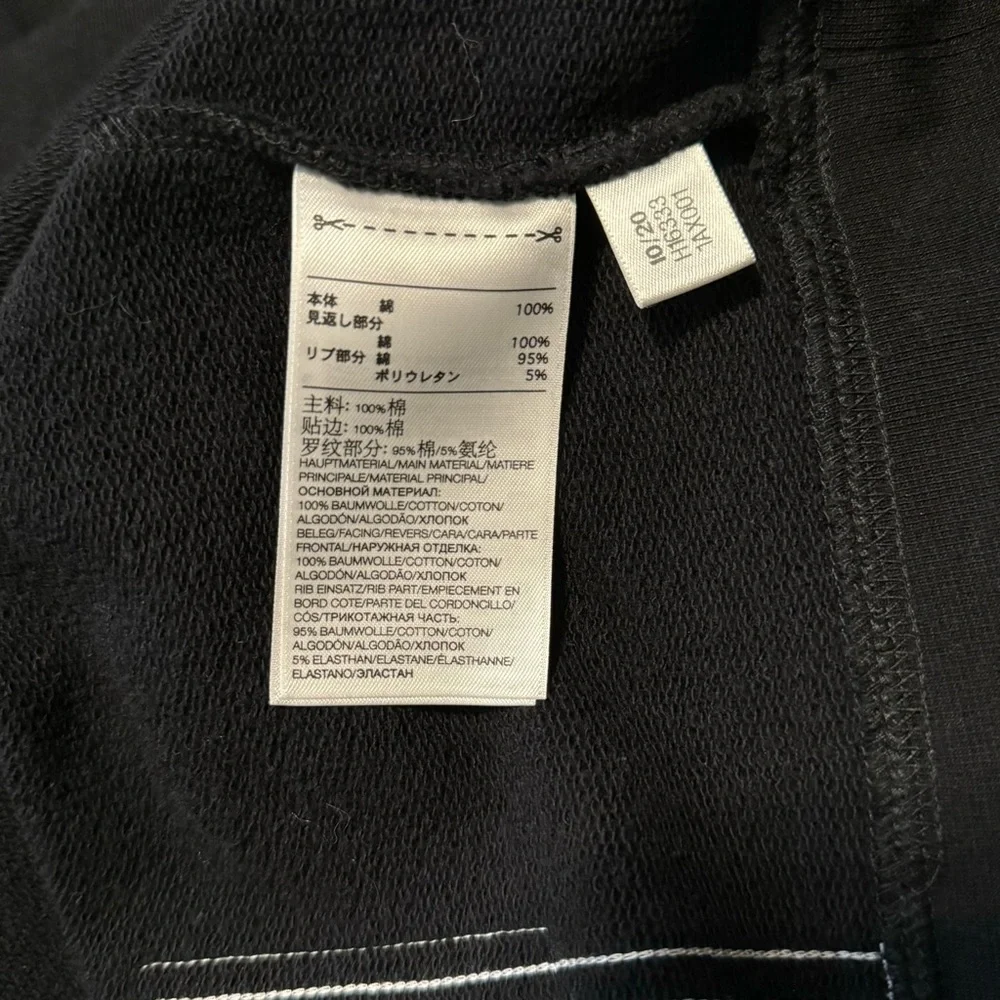 本体 綿 100%
見返し部分
綿 100%
リブ部分 綿 95%
ポリウレタン 5%
主料: 100%棉
贴边: 100%棉
罗纹部分: 95%棉/5%氨纶
HAUPTMATERIAL/MAIN MATERIAL/MATIERE
PRINCIPALE/MATERIAL PRINCIPAL/
ОСНОВНОЙ МАТЕРИАЛ:
100% BAUMWOLLE/COTTON/COTON/
ALGODÓN/ALGODÃO/ХЛОПОК
BELEG/FACING/REVERS/CARA/CARA/PARTE
FRONTAL/НАРУЖНАЯ ОТДЕЛКА:
100% BAUMWOLLE/COTTON/COTON/
ALGODÓN/ALGODÃO/ХЛОПОК
RIB EINSATZ/RIB PART/EMPIECEMENT EN
BORD COTE/PARTE DEL CORDONCILLO/
CÓS/ТРИКОТАЖНАЯ ЧАСТЬ:
95% BAUMWOLLE/COTTON/COTON/
ALGODÓN/ALGODÃO/ХЛОПОК
5% ELASTHAN/ELASTANE/ÉLASTHANNE/
ELASTANO/ЭЛАСТАН
10/20
H16333
1AX001